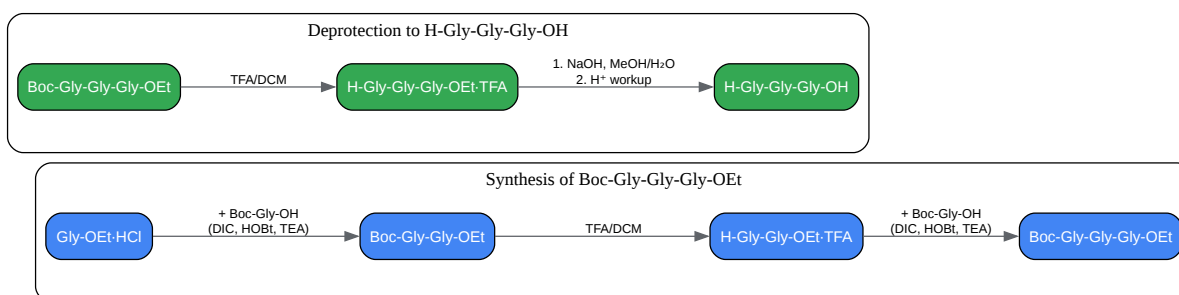 Deprotection to H-Gly-Gly-Gly-OH
Boc-Gly-Gly-Gly-OEt
TFA/DCM
H-Gly-Gly-Gly-OEt·TFA
1. NaOH, MeOH/H₂O
2. H⁺ workup
H-Gly-Gly-Gly-OH
Synthesis of Boc-Gly-Gly-Gly-OEt
Gly-OEt·HCl
+ Boc-Gly-OH
(DIC, HOBt, TEA)
Boc-Gly-Gly-OEt
TFA/DCM
H-Gly-Gly-OEt·TFA
+ Boc-Gly-OH
(DIC, HOBt, TEA)
Boc-Gly-Gly-Gly-OEt